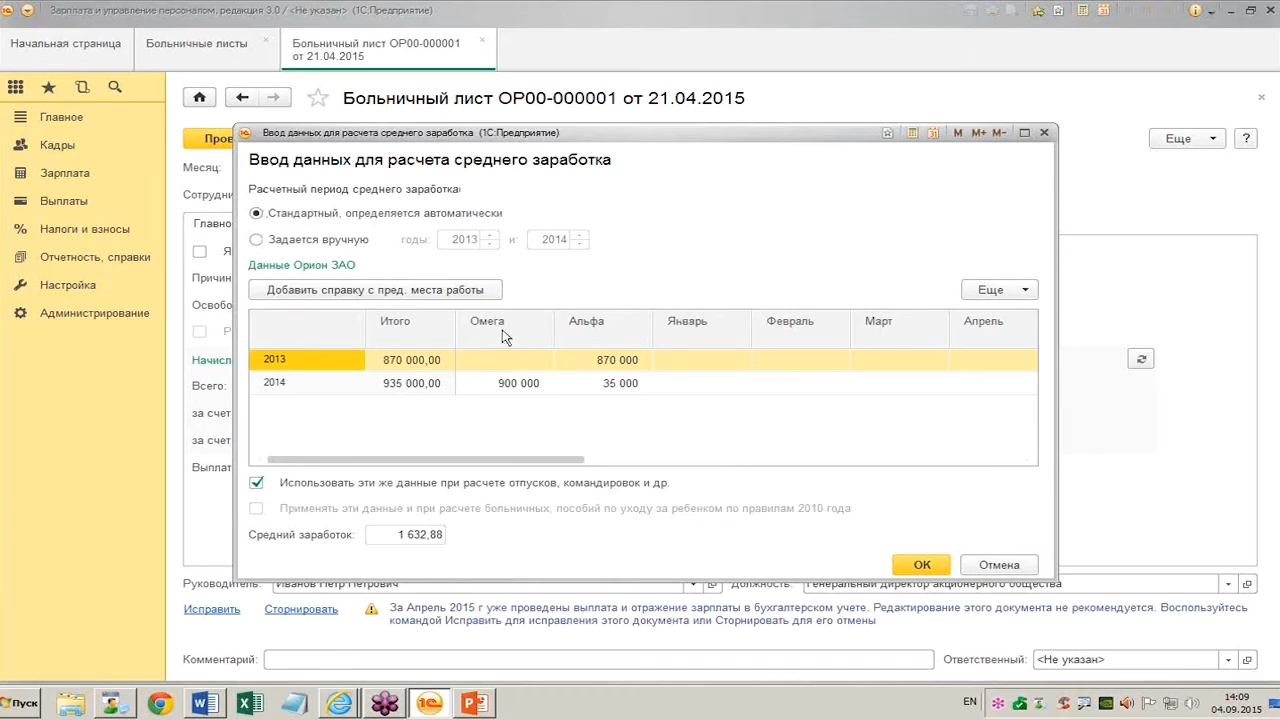 Зарплата и управление персоналом, редакция 3.0 / <Не указан> (1С:Предприятие)
Начальная страница
Больничные листы
Больничный лист ОР00-000001
от 21.04.2015
Больничный лист ОР00-000001 от 21.04.2015
Главное
Кадры
Зарплата
Выплаты
Налоги и взносы
Отчетность, справки
Настройка
Администрирование
Еще
?
Месяц:
Ввод данных для расчета среднего заработка (1С:Предприятие)
M M+ M−
Ввод данных для расчета среднего заработка
Расчетный период среднего заработка:
Стандартный, определяется автоматически
Задается вручную годы: 2013 и: 2014
Данные Орион ЗАО
Добавить справку с пред. места работы
Еще
Итого Омега Альфа Январь Февраль Март Апрель
2013 870 000,00 870 000
2014 935 000,00 900 000 35 000
Использовать эти же данные при расчете отпусков, командировок и др.
Применять эти данные и при расчете больничных, пособий по уходу за ребенком по правилам 2010 года
Средний заработок: 1 632,88
ОК
Отмена
Всего:
за счет
за счет
Руководитель: Иванов Петр Петрович Должность: Генеральный директор акционерного общества
Исправить Сторнировать
За Апрель 2015 г уже проведены выплата и отражение зарплаты в бухгалтерском учете. Редактирование этого документа не рекомендуется. Воспользуйтесь
командой Исправить для исправления этого документа или Сторнировать для его отмены
Комментарий:
Ответственный: <Не указан>
Пуск
EN
14:09
04.09.2015